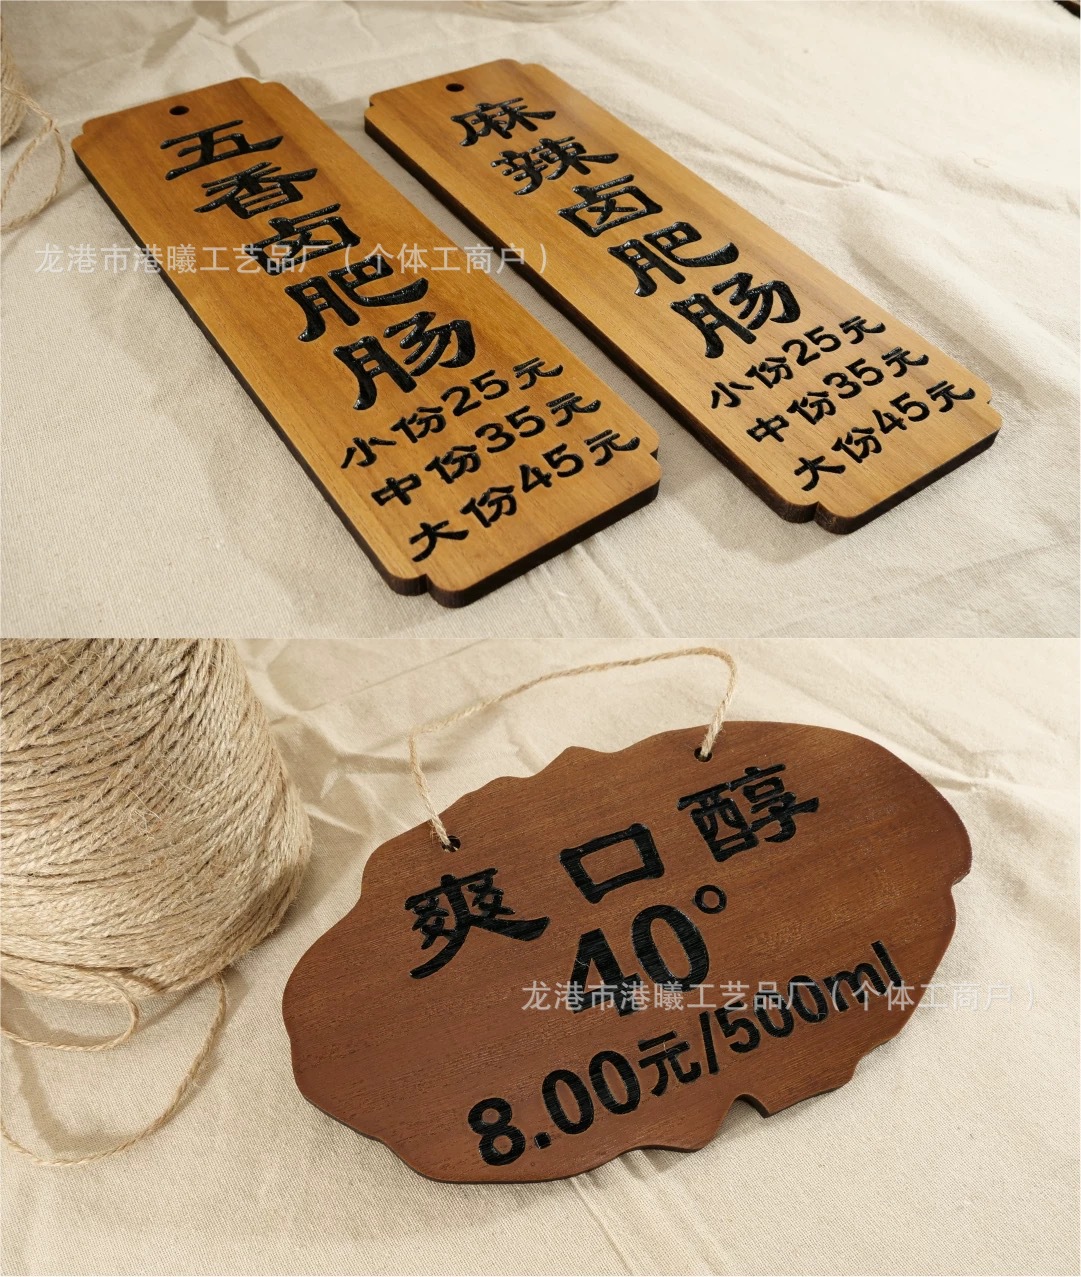 五香卤肥肠
小份25元
中份35元
大份45元
麻辣卤肥肠
小份25元
中份35元
大份45元
龙港市港曦工艺品厂（个体工商户）
爽口醇
40°
8.00元/500ml
龙港市港曦工艺品厂（个体工商户）